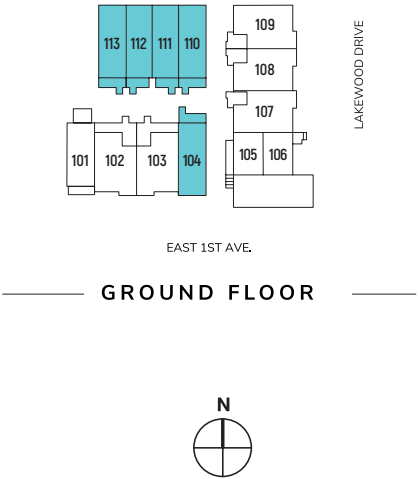 113 112 111 110
109
108
107
101 102 103 104
105 106
LAKEWOOD DRIVE
EAST 1ST AVE.
GROUND FLOOR
N